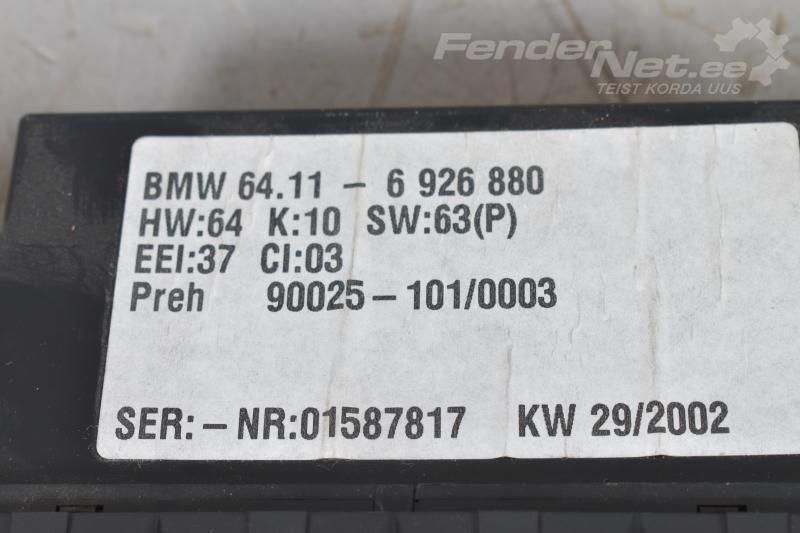 FenderNet.ee
TEIST KORDA UUS
BMW 64.11 – 6 926 880
HW:64 K:10 SW:63(P)
EEI:37 CI:03
Preh 90025–101/0003
SER:–NR:01587817 KW 29/2002